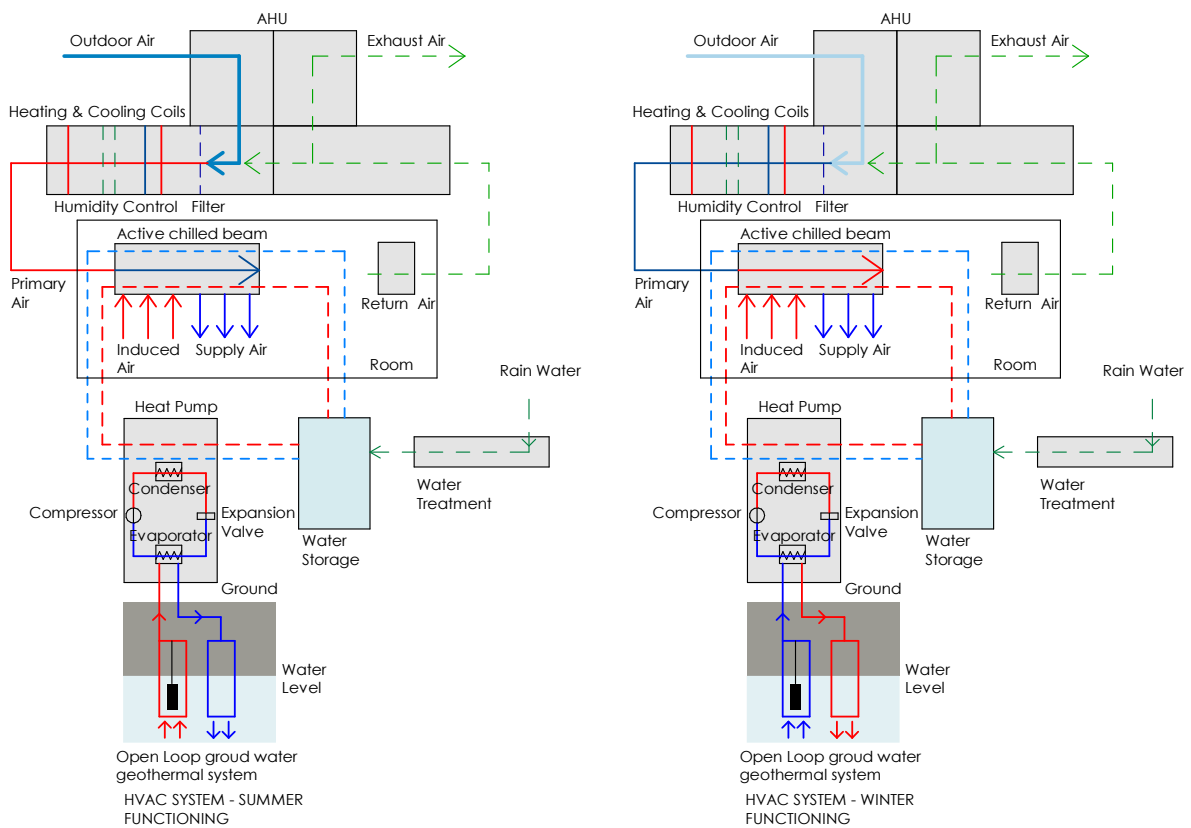 AHU
Outdoor Air
Exhaust Air
Heating & Cooling Coils
Humidity Control
Filter
Active chilled beam
Primary
Air
Return Air
Induced
Air
Supply Air
Room
Rain Water
Heat Pump
Condenser
Compressor
Expansion
Valve
Evaporator
Water
Storage
Water
Treatment
Ground
Water
Level
Open Loop groud water
geothermal system
HVAC SYSTEM - SUMMER
FUNCTIONING
AHU
Outdoor Air
Exhaust Air
Heating & Cooling Coils
Humidity Control
Filter
Active chilled beam
Primary
Air
Return Air
Induced
Air
Supply Air
Room
Rain Water
Heat Pump
Condenser
Compressor
Expansion
Valve
Evaporator
Water
Storage
Water
Treatment
Ground
Water
Level
Open Loop groud water
geothermal system
HVAC SYSTEM - WINTER
FUNCTIONING